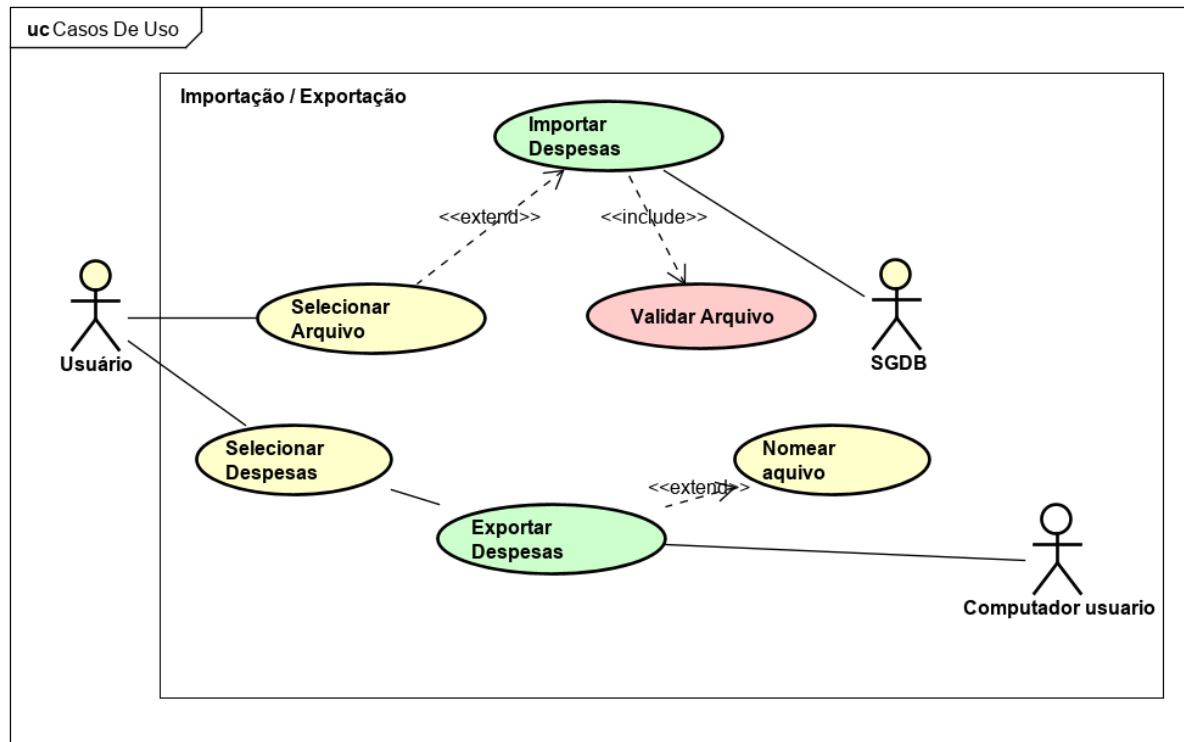 uc Casos De Uso
Importação / Exportação
Importar
Despesas
<<extend>>
<<include>>
Selecionar
Arquivo
Validar Arquivo
Usuário
SGDB
Selecionar
Despesas
Nomear
aquivo
<<extend>>
Exportar
Despesas
Computador usuario